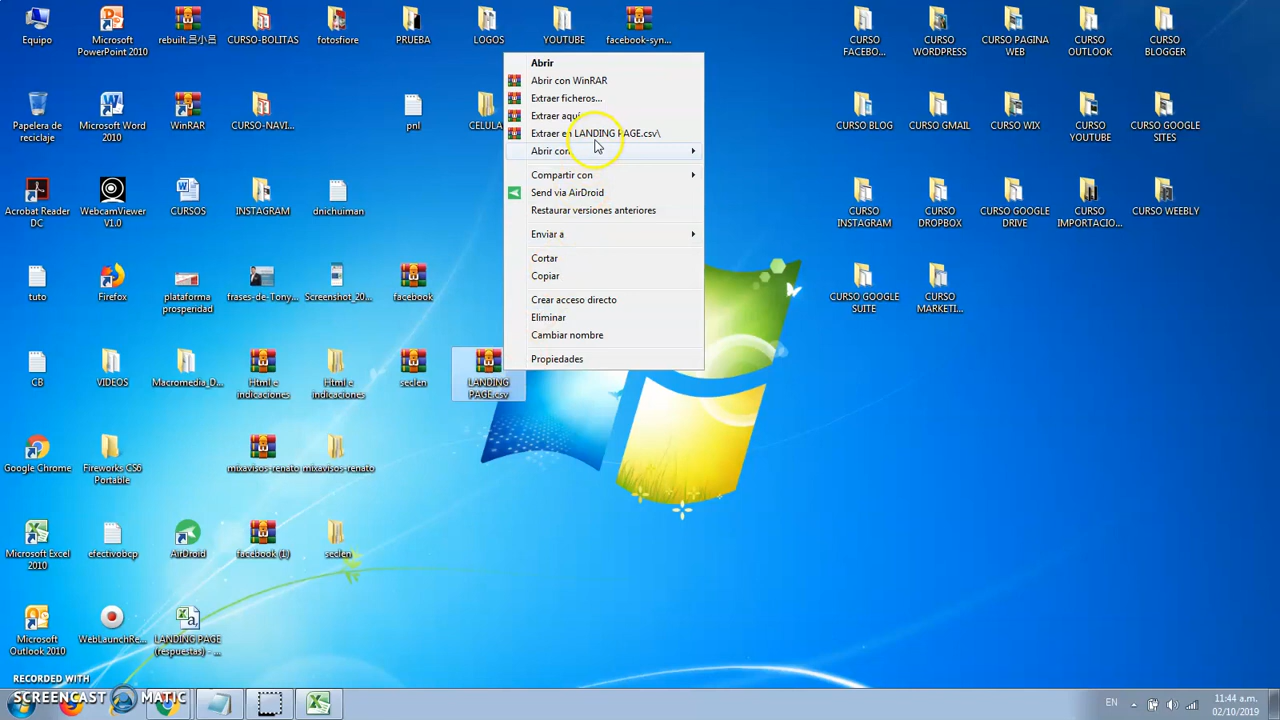 Equipo
Microsoft
PowerPoint 2010
rebuilt.吕小吕
CURSO-BOLITAS
fotosfiore
PRUEBA
LOGOS
YOUTUBE
facebook-syn...
CURSO
FACEBO...
CURSO
WORDPRESS
CURSO PAGINA
WEB
CURSO
OUTLOOK
CURSO
BLOGGER
Abrir
Abrir con WinRAR
Extraer ficheros...
Extraer aquí
Extraer en LANDING PAGE.csv\
Abrir con
Compartir con
Send via AirDroid
Restaurar versiones anteriores
Enviar a
Cortar
Copiar
Crear acceso directo
Eliminar
Cambiar nombre
Propiedades
Papelera de
reciclaje
Microsoft Word
2010
WinRAR
CURSO-NAVI...
pnl
CELULA
CURSO BLOG
CURSO GMAIL
CURSO WIX
CURSO
YOUTUBE
CURSO GOOGLE
SITES
Acrobat Reader
DC
WebcamViewer
V1.0
CURSOS
INSTAGRAM
dnichuiman
CURSO
INSTAGRAM
CURSO
DROPBOX
CURSO GOOGLE
DRIVE
CURSO
IMPORTACIO...
CURSO WEEBLY
tuto
Firefox
plataforma
prosperidad
frases-de-Tony...
Screenshot_20...
facebook
CURSO GOOGLE
SUITE
CURSO
MARKETI...
CB
VIDEOS
Macromedia_D...
Html e
indicaciones
Html e
indicaciones
seclen
LANDING
PAGE.csv
Google Chrome
Fireworks CS6
Portable
mixavisos-renato
mixavisos-renato
Microsoft Excel
2010
efectivobcp
AirDroid
facebook (1)
seclen
Microsoft
Outlook 2010
WebLaunchRe...
LANDING PAGE
(respuestas) - ...
RECORDED WITH
SCREENCAST MATIC
EN
11:44 a.m.
02/10/2019